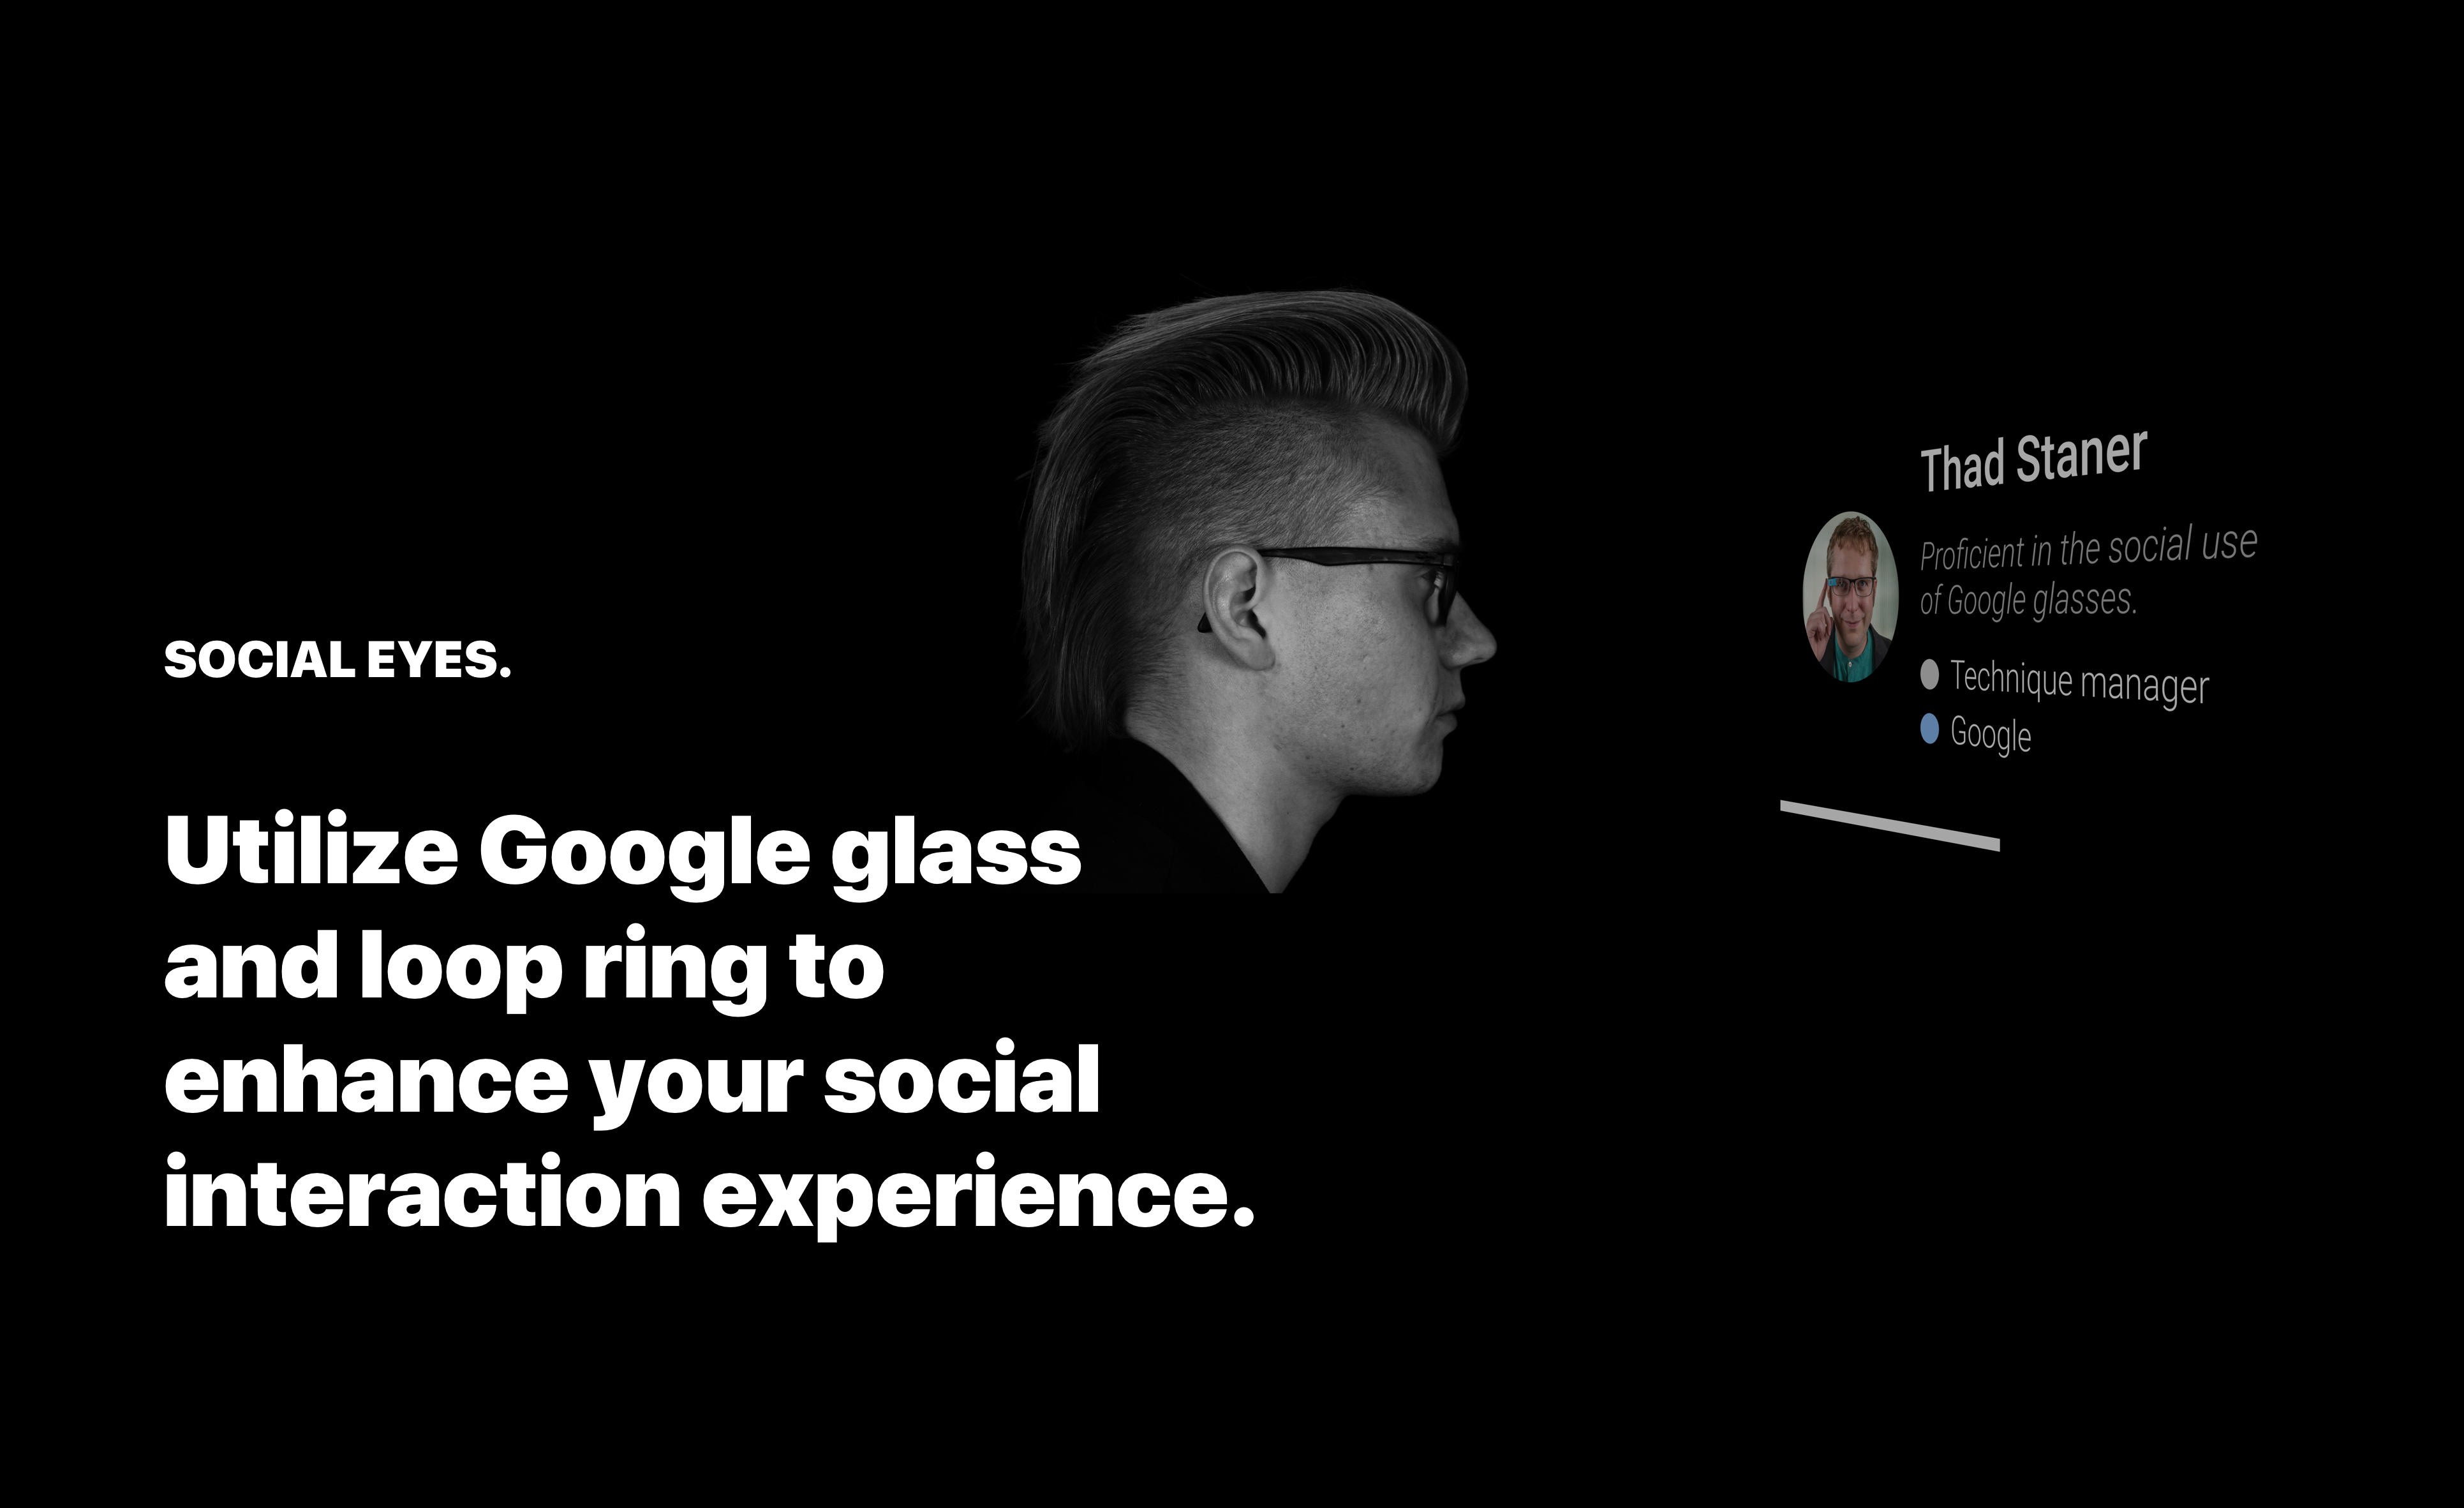 SOCIAL EYES.
Utilize Google glass
and loop ring to
enhance your social
interaction experience.
Thad Staner
Proficient in the social use
of Google glasses.
Technique manager
Google